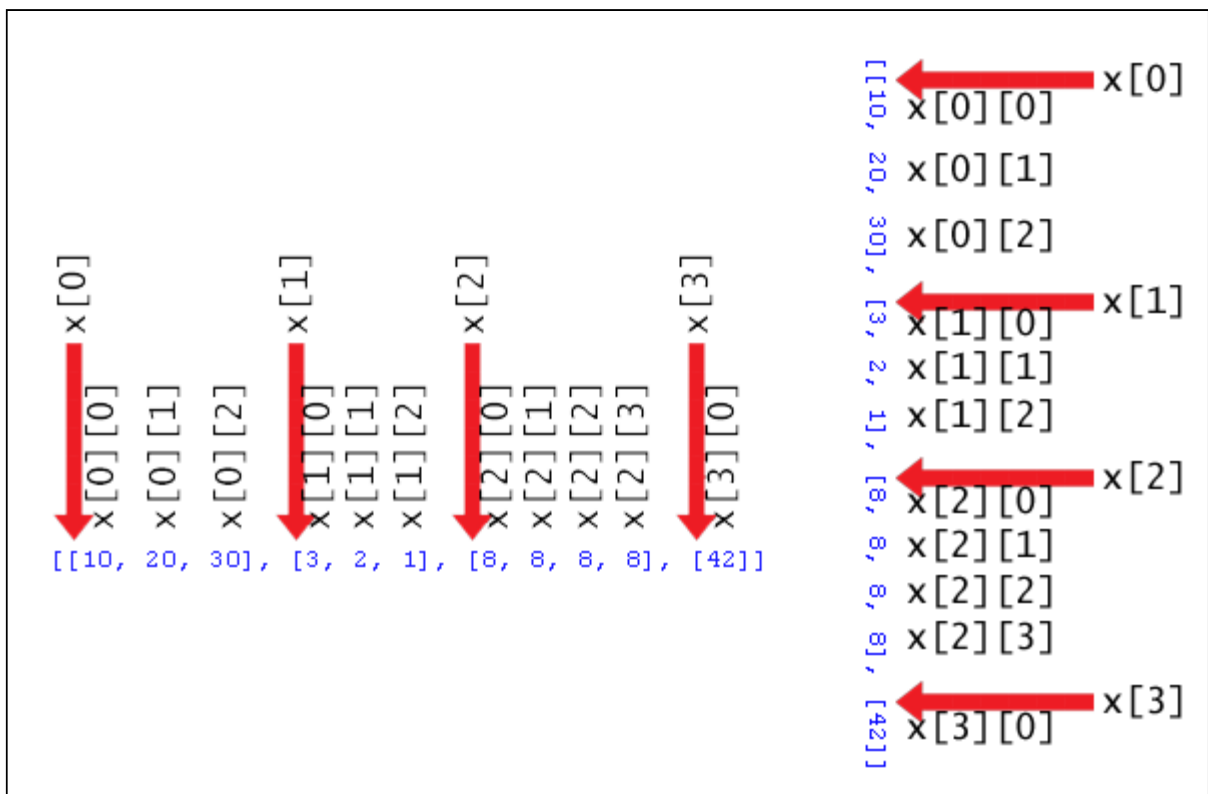 x[0] x[1] x[2] x[3]
x[0][0] x[0][1] x[0][2] x[1][0] x[1][1] x[1][2] x[2][0] x[2][1] x[2][2] x[2][3] x[3][0]
[[10, 20, 30], [3, 2, 1], [8, 8, 8, 8], [42]]
[[10, 20, 30], [3, 2, 1], [8, 8, 8, 8], [42]]
x[0]
x[0][0]
x[0][1]
x[0][2]
x[1]
x[1][0]
x[1][1]
x[1][2]
x[2]
x[2][0]
x[2][1]
x[2][2]
x[2][3]
x[3]
x[3][0]